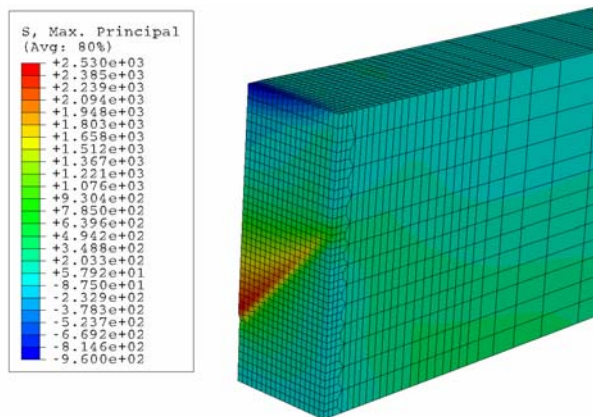 S, Max. Principal
(Avg: 80%)
+2.530e+03
+2.385e+03
+2.239e+03
+2.094e+03
+1.948e+03
+1.803e+03
+1.658e+03
+1.512e+03
+1.367e+03
+1.221e+03
+1.076e+03
+9.304e+02
+7.850e+02
+6.396e+02
+4.942e+02
+3.488e+02
+2.033e+02
+5.792e+01
-8.750e+01
-2.329e+02
-3.783e+02
-5.237e+02
-6.692e+02
-8.146e+02
-9.600e+02